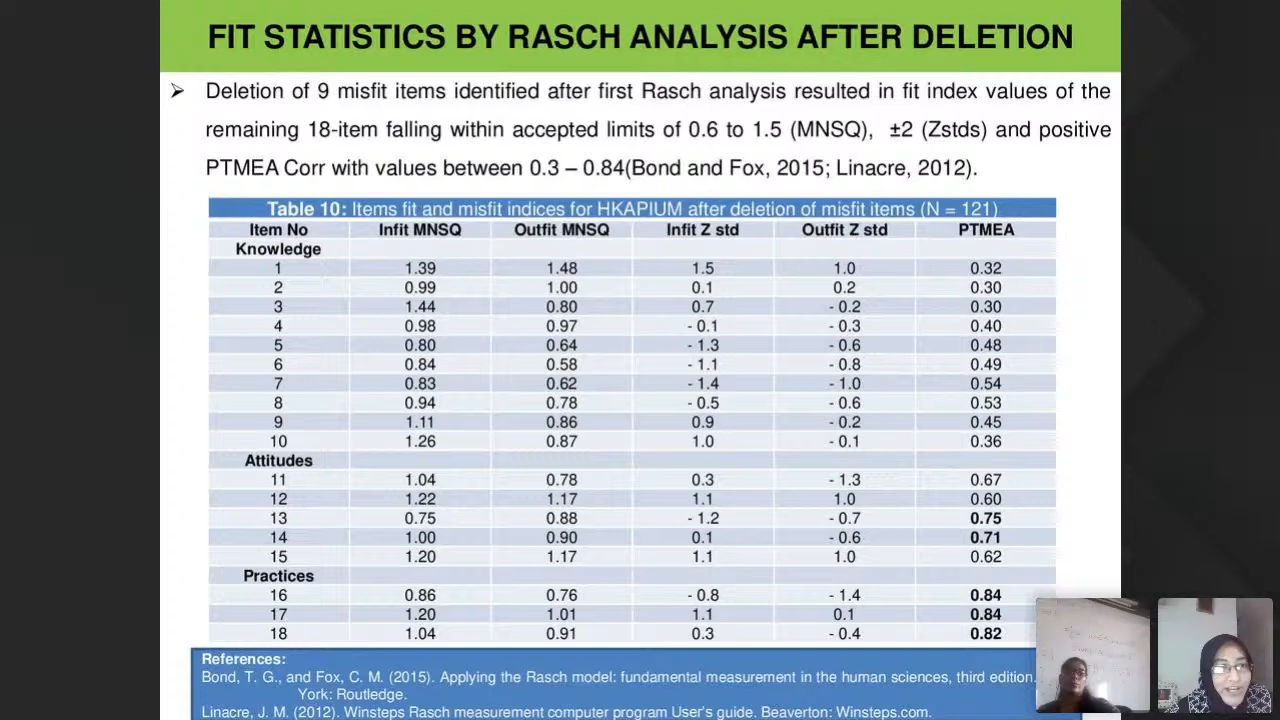 FIT STATISTICS BY RASCH ANALYSIS AFTER DELETION
➢ Deletion of 9 misfit items identified after first Rasch analysis resulted in fit index values of the
remaining 18-item falling within accepted limits of 0.6 to 1.5 (MNSQ), ±2 (Zstds) and positive
PTMEA Corr with values between 0.3 – 0.84(Bond and Fox, 2015; Linacre, 2012).
Table 10: Items fit and misfit indices for HKAPIUM after deletion of misfit items (N = 121)
Item No Infit MNSQ Outfit MNSQ Infit Z std Outfit Z std PTMEA
Knowledge
1 1.39 1.48 1.5 1.0 0.32
2 0.99 1.00 0.1 0.2 0.30
3 1.44 0.80 0.7 - 0.2 0.30
4 0.98 0.97 - 0.1 - 0.3 0.40
5 0.80 0.64 - 1.3 - 0.6 0.48
6 0.84 0.58 - 1.1 - 0.8 0.49
7 0.83 0.62 - 1.4 - 1.0 0.54
8 0.94 0.78 - 0.5 - 0.6 0.53
9 1.11 0.86 0.9 - 0.2 0.45
10 1.26 0.87 1.0 - 0.1 0.36
Attitudes
11 1.04 0.78 0.3 - 1.3 0.67
12 1.22 1.17 1.1 1.0 0.60
13 0.75 0.88 - 1.2 - 0.7 0.75
14 1.00 0.90 0.1 - 0.6 0.71
15 1.20 1.17 1.1 1.0 0.62
Practices
16 0.86 0.76 - 0.8 - 1.4 0.84
17 1.20 1.01 1.1 0.1 0.84
18 1.04 0.91 0.3 - 0.4 0.82
References:
Bond, T. G., and Fox, C. M. (2015). Applying the Rasch model: fundamental measurement in the human sciences, third edition.
York: Routledge.
Linacre, J. M. (2012). Winsteps Rasch measurement computer program User's guide. Beaverton: Winsteps.com.